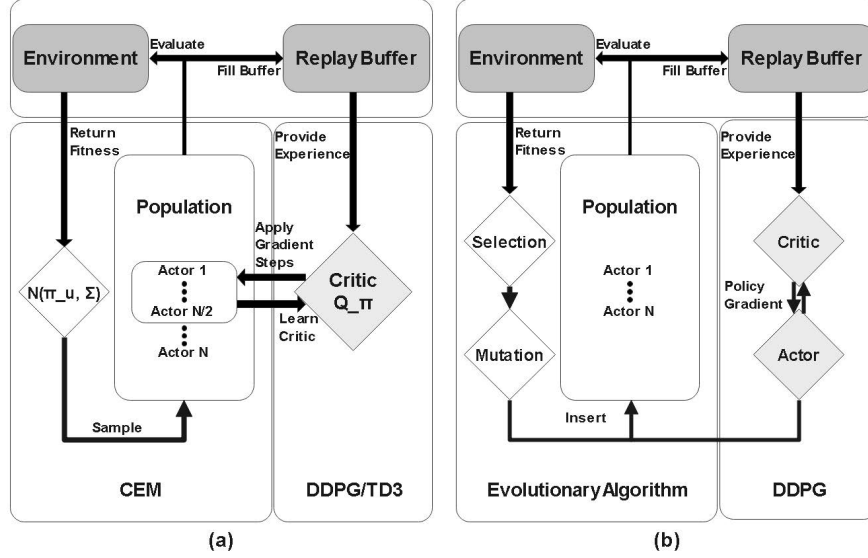 Environment
Evaluate
Fill Buffer
Replay Buffer
Return
Fitness
Provide
Experience
Population
Apply
Gradient
Steps
Actor 1
Actor N/2
Actor N
N(π_u, Σ)
Critic
Q_π
Learn
Critic
Sample
CEM
DDPG/TD3
(a)
Environment
Evaluate
Fill Buffer
Replay Buffer
Return
Fitness
Provide
Experience
Population
Selection
Actor 1
Actor N
Critic
Policy
Gradient
Mutation
Actor
Insert
Evolutionary Algorithm
DDPG
(b)